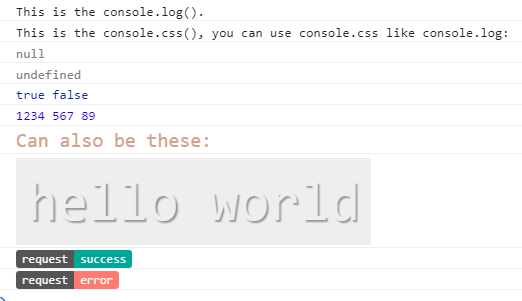 This is the console.log().
This is the console.css(), you can use console.css like console.log:
null
undefined
true false
1234 567 89
Can also be these:
hello world
request success
request error